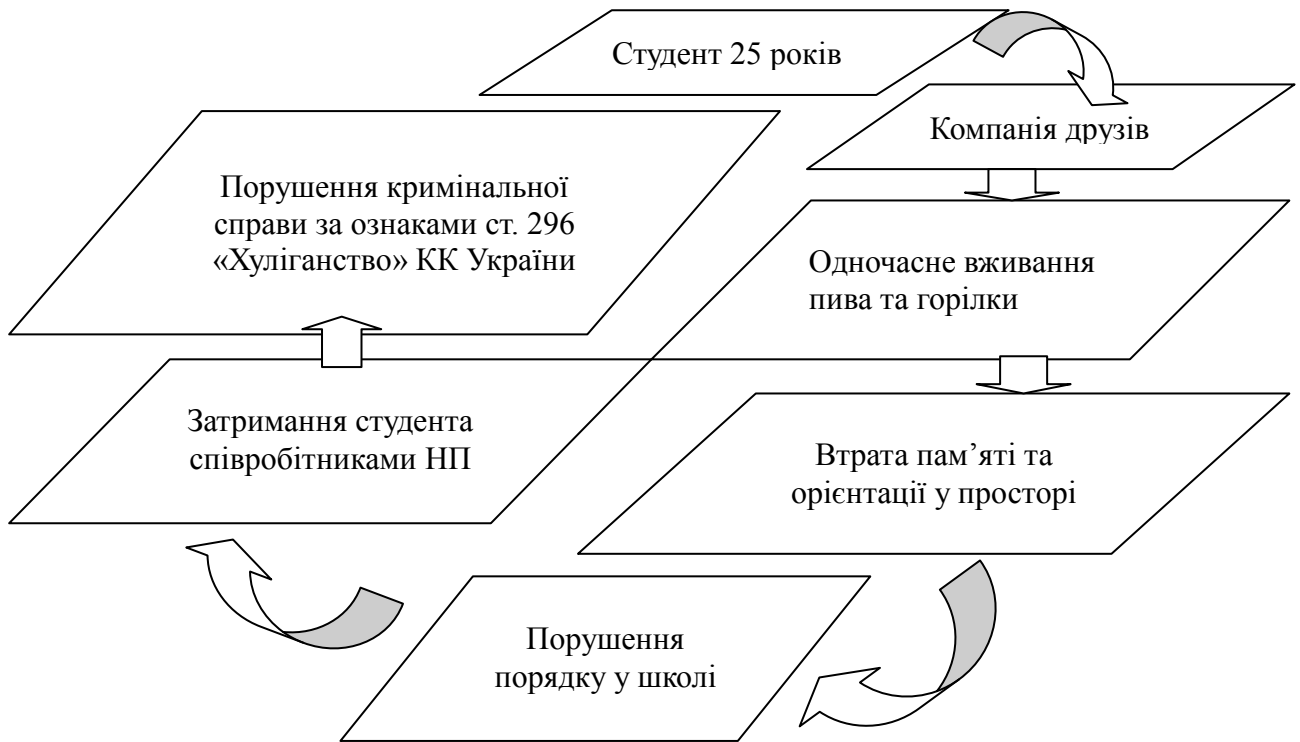 Студент 25 років
Компанія друзів
Одночасне вживання
пива та горілки
Втрата пам’яті та
орієнтації у просторі
Порушення
порядку у школі
Затримання студента
співробітниками НП
Порушення кримінальної
справи за ознаками ст. 296
«Хуліганство» КК України